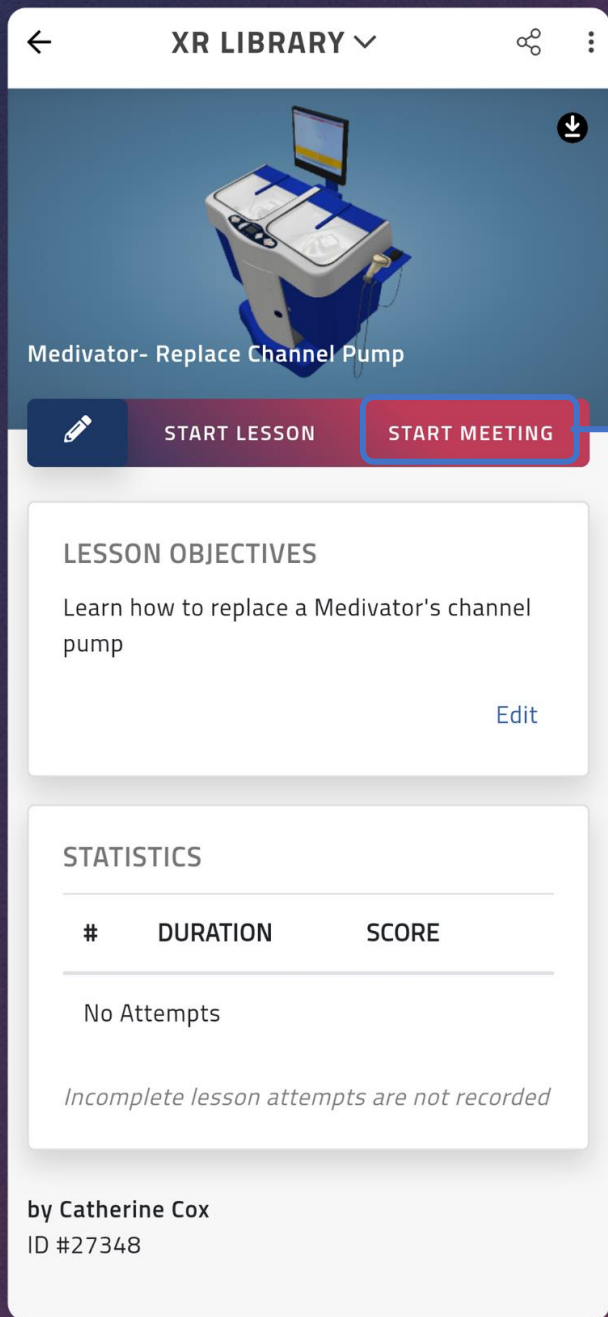 XR LIBRARY
Medivator- Replace Channel Pump
START LESSON START MEETING
LESSON OBJECTIVES
Learn how to replace a Medivator's channel
pump
Edit
STATISTICS
# DURATION SCORE
No Attempts
Incomplete lesson attempts are not recorded
by Catherine Cox
ID #27348